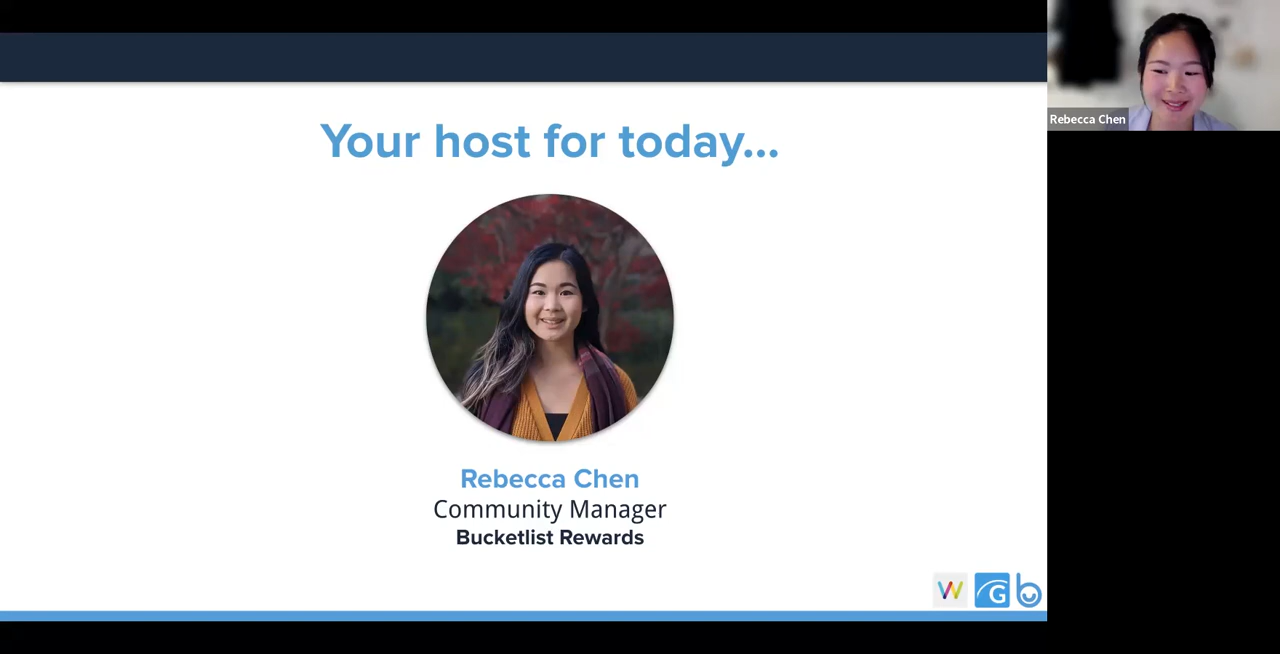 Your host for today...
Rebecca Chen
Rebecca Chen
Community Manager
Bucketlist Rewards
W G b